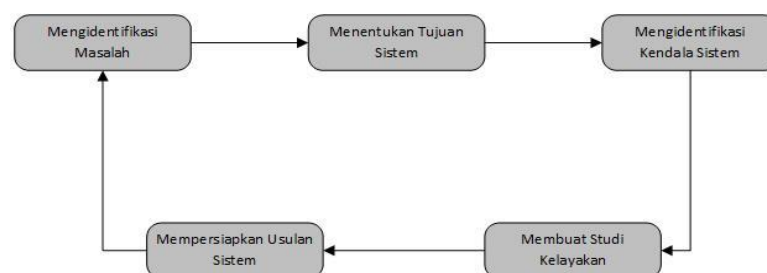 Mengidentifikasi
Masalah
Menentukan Tujuan
Sistem
Mengidentifikasi
Kendala Sistem
Membuat Studi
Kelayakan
Mempersiapkan Usulan
Sistem